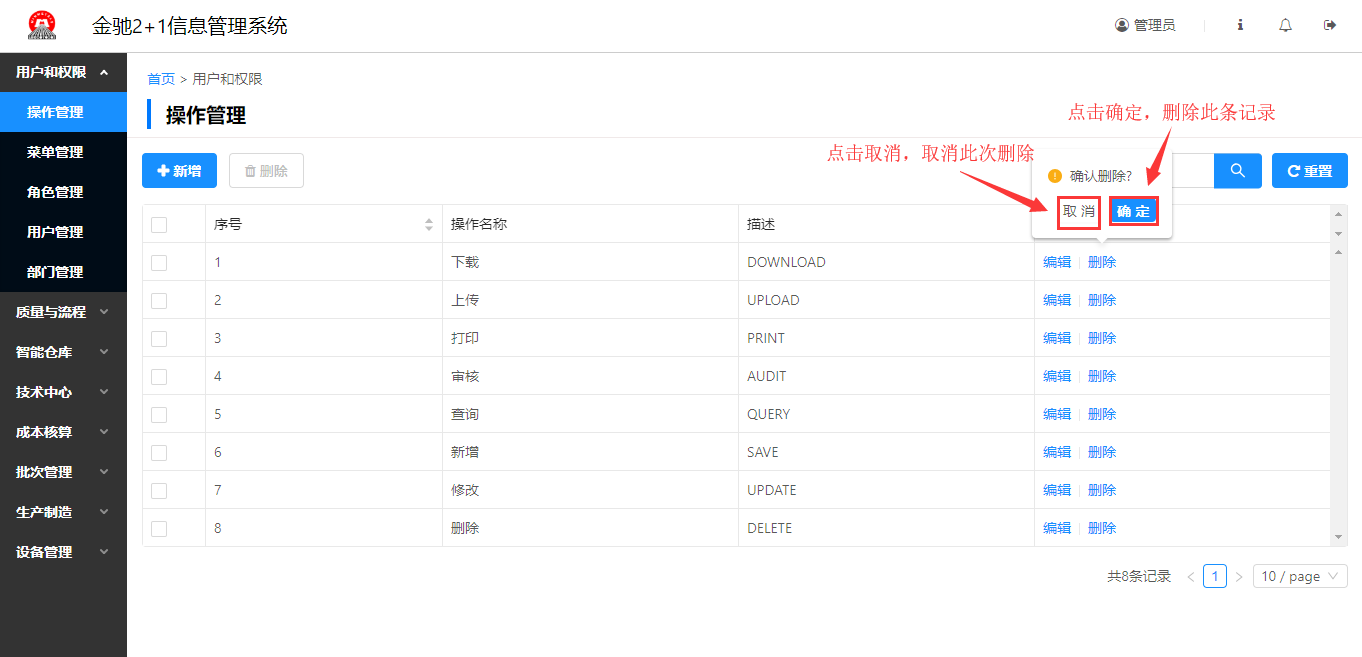 金驰2+1信息管理系统
管理员
用户和权限
操作管理
菜单管理
角色管理
用户管理
部门管理
质量与流程
智能仓库
技术中心
成本核算
批次管理
生产制造
设备管理
首页 > 用户和权限
操作管理
点击确定，删除此条记录
点击取消，取消此次删除
新增 删除
确认删除?
取 消 确 定
重置
序号 操作名称 描述
1 下载 DOWNLOAD 编辑 删除
2 上传 UPLOAD 编辑 删除
3 打印 PRINT 编辑 删除
4 审核 AUDIT 编辑 删除
5 查询 QUERY 编辑 删除
6 新增 SAVE 编辑 删除
7 修改 UPDATE 编辑 删除
8 删除 DELETE 编辑 删除
共8条记录 < 1 > 10 / page